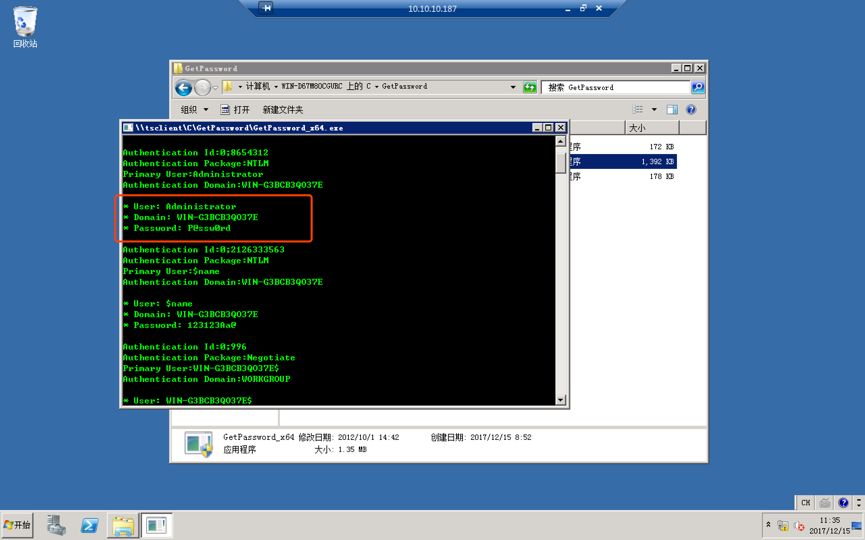 10.10.10.187
回收站
GetPassword
计算机 WIN-D67W80CGURC 上的 C GetPassword
搜索 GetPassword
组织 打开 新建文件夹
\\tsclient\C\GetPassword\GetPassword_x64.exe
大小
程序 172 KB
程序 1,392 KB
程序 178 KB
Authentication Id:0;8654312
Authentication Package:NTLM
Primary User:Administrator
Authentication Domain:WIN-G3BCB3QO37E
* User: Administrator
* Domain: WIN-G3BCB3QO37E
* Password: P@ssw0rd
Authentication Id:0;2126333563
Authentication Package:NTLM
Primary User:$name
Authentication Domain:WIN-G3BCB3QO37E
* User: $name
* Domain: WIN-G3BCB3QO37E
* Password: 123123Aa@
Authentication Id:0;996
Authentication Package:Negotiate
Primary User:WIN-G3BCB3QO37E$
Authentication Domain:WORKGROUP
* User: WIN-G3BCB3QO37E$
GetPassword_x64 修改日期: 2012/10/1 14:42 创建日期: 2017/12/15 8:52
应用程序 大小: 1.35 MB
CH
开始
11:35
2017/12/15